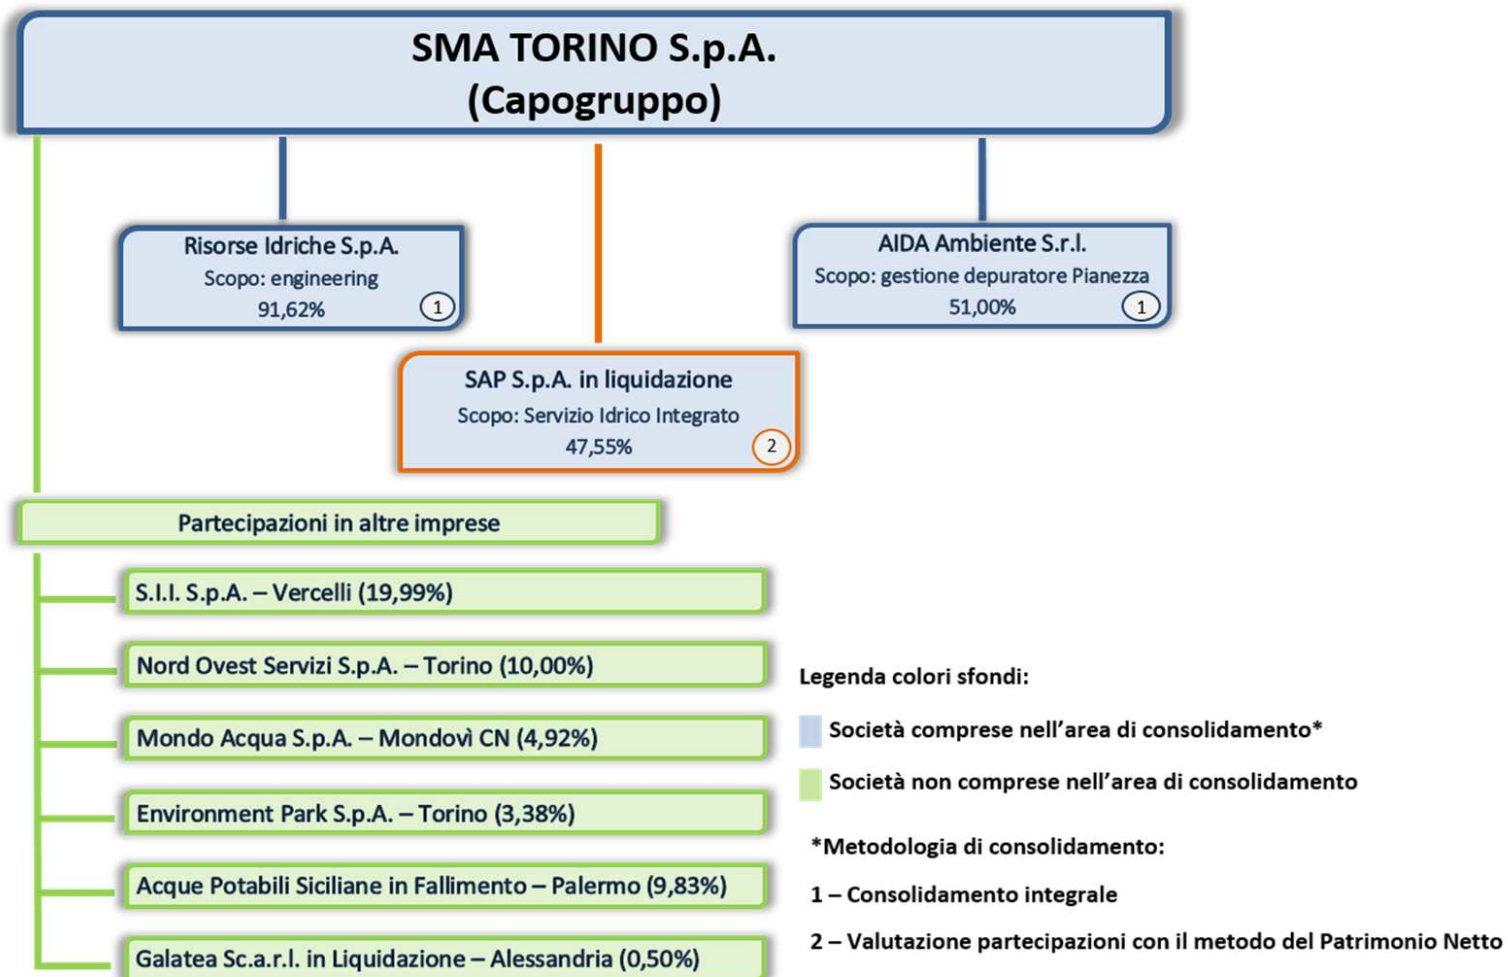 SMA TORINO S.p.A.
(Capogruppo)
Risorse Idriche S.p.A.
Scopo: engineering
91,62%
1
AIDA Ambiente S.r.l.
Scopo: gestione depuratore Pianezza
51,00%
1
SAP S.p.A. in liquidazione
Scopo: Servizio Idrico Integrato
47,55%
2
Partecipazioni in altre imprese
S.I.I. S.p.A. – Vercelli (19,99%)
Nord Ovest Servizi S.p.A. – Torino (10,00%)
Mondo Acqua S.p.A. – Mondovì CN (4,92%)
Environment Park S.p.A. – Torino (3,38%)
Acque Potabili Siciliane in Fallimento – Palermo (9,83%)
Galatea Sc.a.r.l. in Liquidazione – Alessandria (0,50%)
Legenda colori sfondi:
Società comprese nell’area di consolidamento*
Società non comprese nell’area di consolidamento
*Metodologia di consolidamento:
1 – Consolidamento integrale
2 – Valutazione partecipazioni con il metodo del Patrimonio Netto